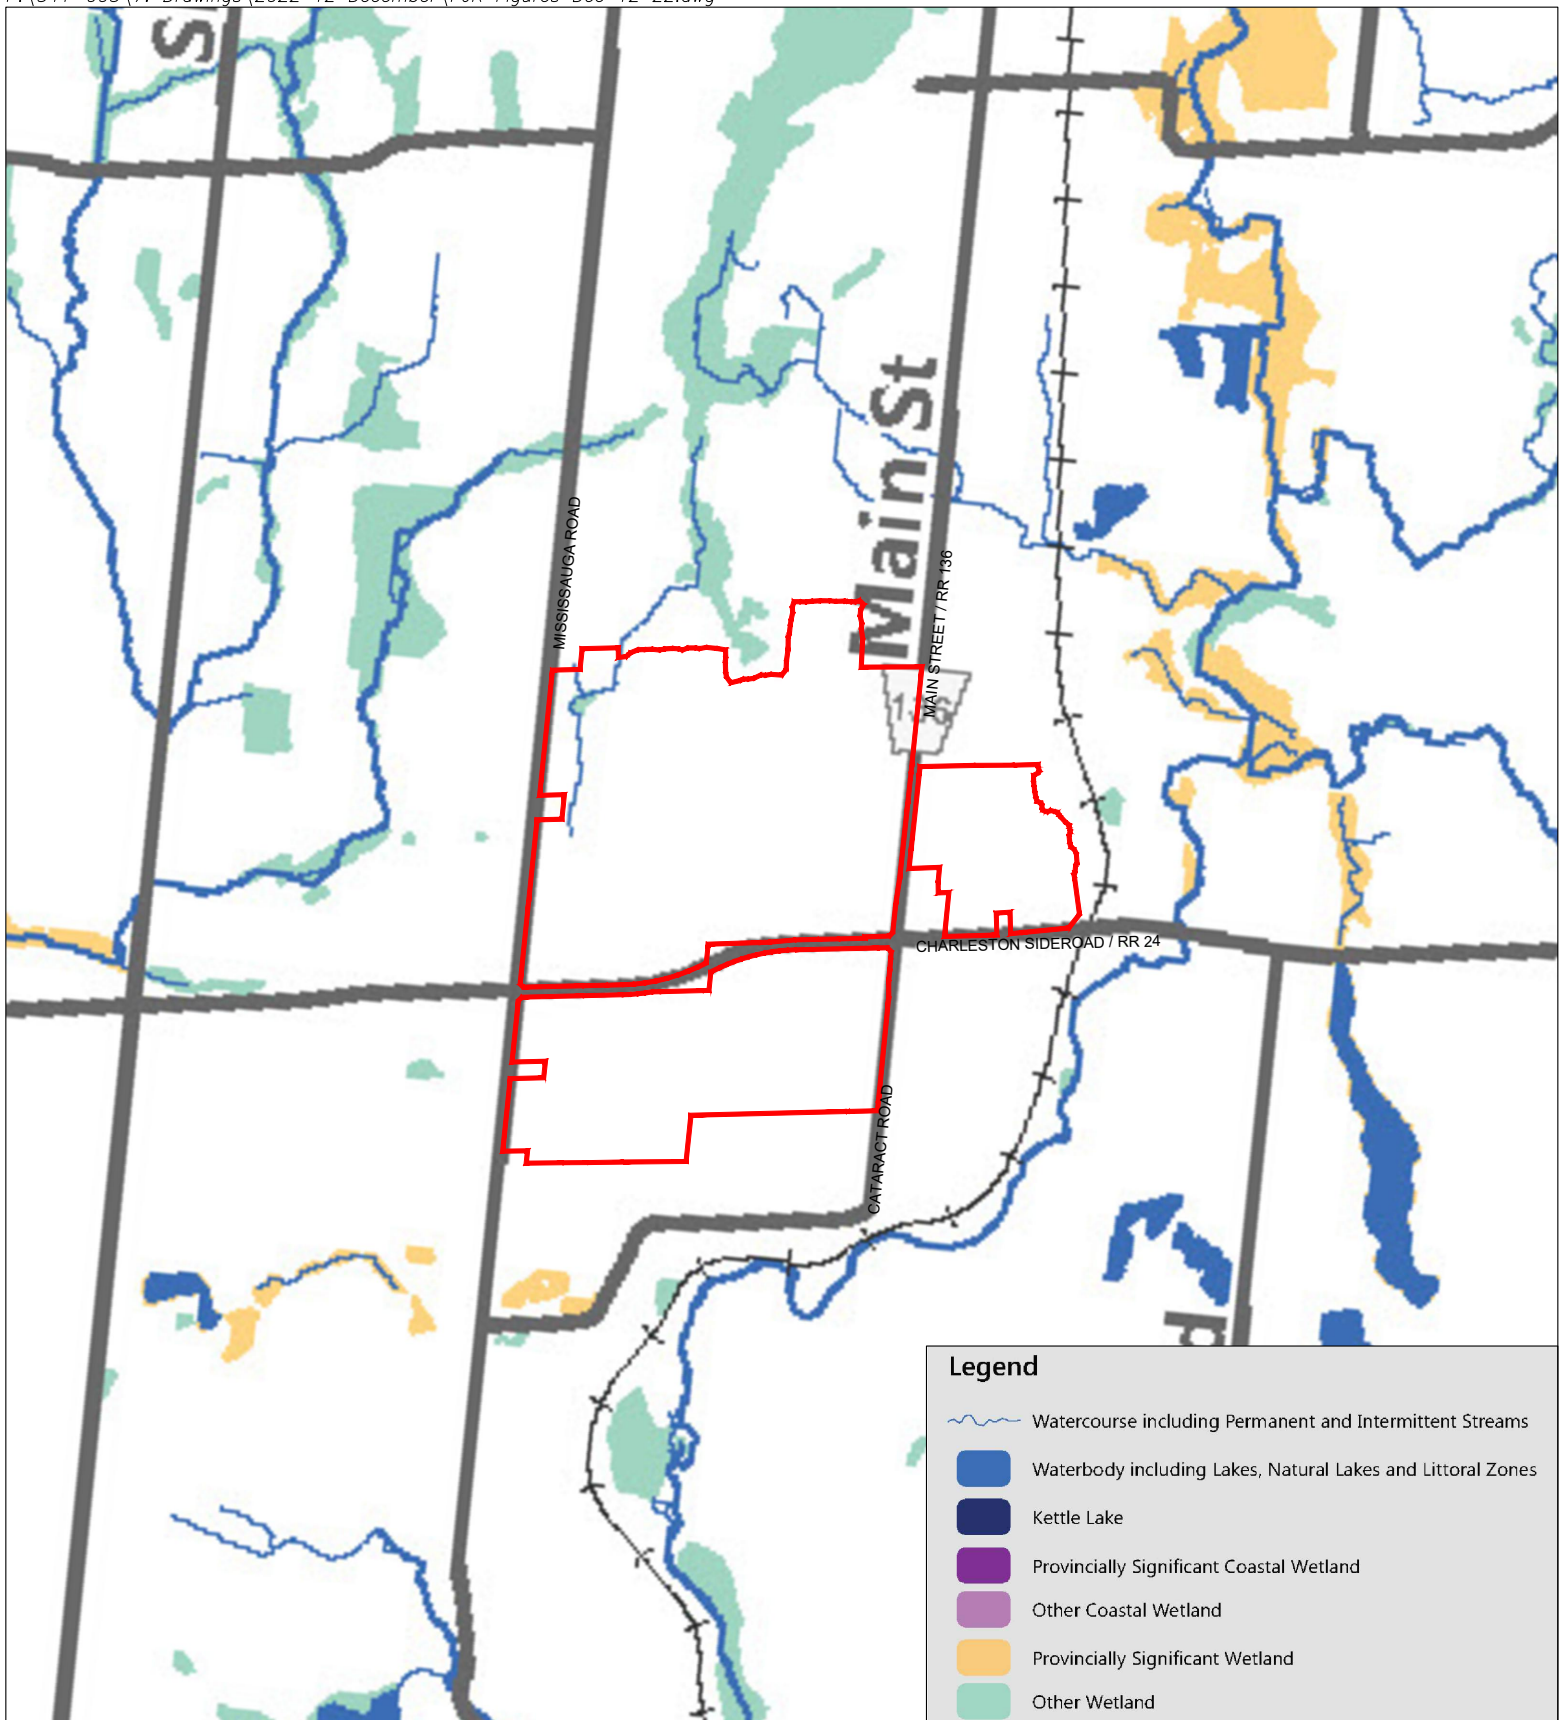 S
Main St
MISSISSAUGA ROAD
MAIN STREET / RR 136
CHARLESTON SIDEROAD / RR 24
CATARACT ROAD
d
Legend
Watercourse including Permanent and Intermittent Streams
Waterbody including Lakes, Natural Lakes and Littoral Zones
Kettle Lake
Provincially Significant Coastal Wetland
Other Coastal Wetland
Provincially Significant Wetland
Other Wetland